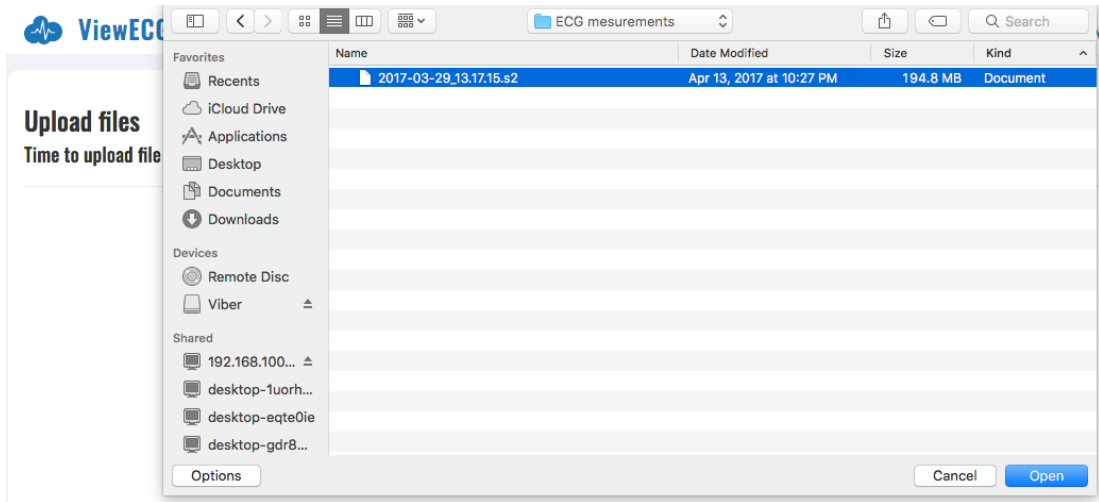 ViewECG
ECG mesurements
Search
Upload files
Time to upload file
Favorites
Recents
iCloud Drive
Applications
Desktop
Documents
Downloads
Devices
Remote Disc
Viber
Shared
192.168.100...
desktop-1uorh...
desktop-eqte0ie
desktop-gdr8...
Name Date Modified Size Kind
2017-03-29_13.17.15.s2 Apr 13, 2017 at 10:27 PM 194.8 MB Document
Options Cancel Open